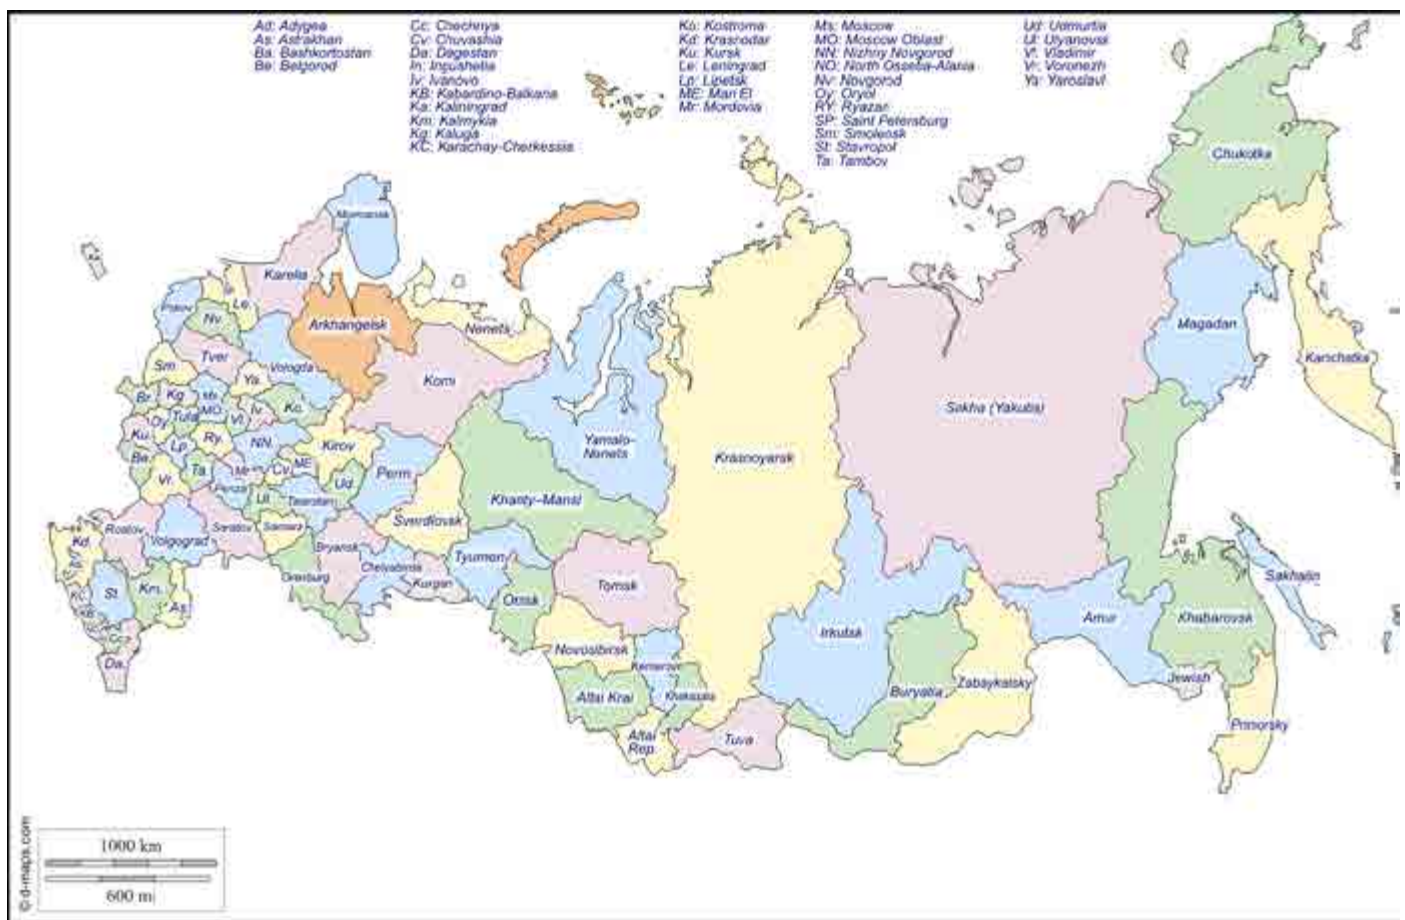 Ad: Adygea
As: Astrakhan
Ba: Bashkortostan
Be: Belgorod
Cc: Chechnya
Cv: Chuvashia
Da: Dagestan
In: Ingushetia
Iv: Ivanovo
KB: Kabardino-Balkaria
Ka: Kaliningrad
Km: Kalmykia
Kg: Kaluga
KC: Karachay-Cherkessia
Ko: Kostroma
Kd: Krasnodar
Ku: Kursk
Le: Leningrad
Lp: Lipetsk
ME: Mari El
Mr: Mordovia
Ms: Moscow
MO: Moscow Oblast
NN: Nizhny Novgorod
NO: North Ossetia-Alania
Nv: Novgorod
Oy: Oryol
RY: Ryazan
SP: Saint Petersburg
Sm: Smolensk
St: Stavropol
Ta: Tambov
Ud: Udmurtia
Ul: Ulyanovsk
Vl: Vladimir
Vr: Voronezh
Ya: Yaroslavl
Chukotka
Murmansk
Karelia
Le.
Pskov
Nv.
Arkhangelsk
Nenets
Magadan
Kamchatka
Tver
Vologda
Sm.
Ya.
Komi
Br.
Kg.
MO.
Vl.
Iv.
Ko.
Oy.
Tula
Sakha (Yakutia)
Ku.
Lp.
Ry.
NN.
Kirov
Yamalo-
Nenets
Krasnoyarsk
Be.
Ta.
Mr.
Cv.
ME
Perm
Vr.
Penza
Ul.
Ud.
Tatarstan
Khanty–Mansi
Rostov
Saratov
Samara
Sverdlovsk
Kd.
Volgograd
Bryansk
Chelyabinsk
Tyumen
Orenburg
Kurgan
Omsk
Tomsk
Sakhalin
St.
Km.
As.
KC
KB
Cc
Da.
Irkutsk
Amur
Khabarovsk
Novosibirsk
Kemerovo
Altai Krai
Khakassia
Buryatia
Zabaykalsky
Jewish
Altai
Rep.
Tuva
Primorsky
1000 km
600 mi
© d-maps.com